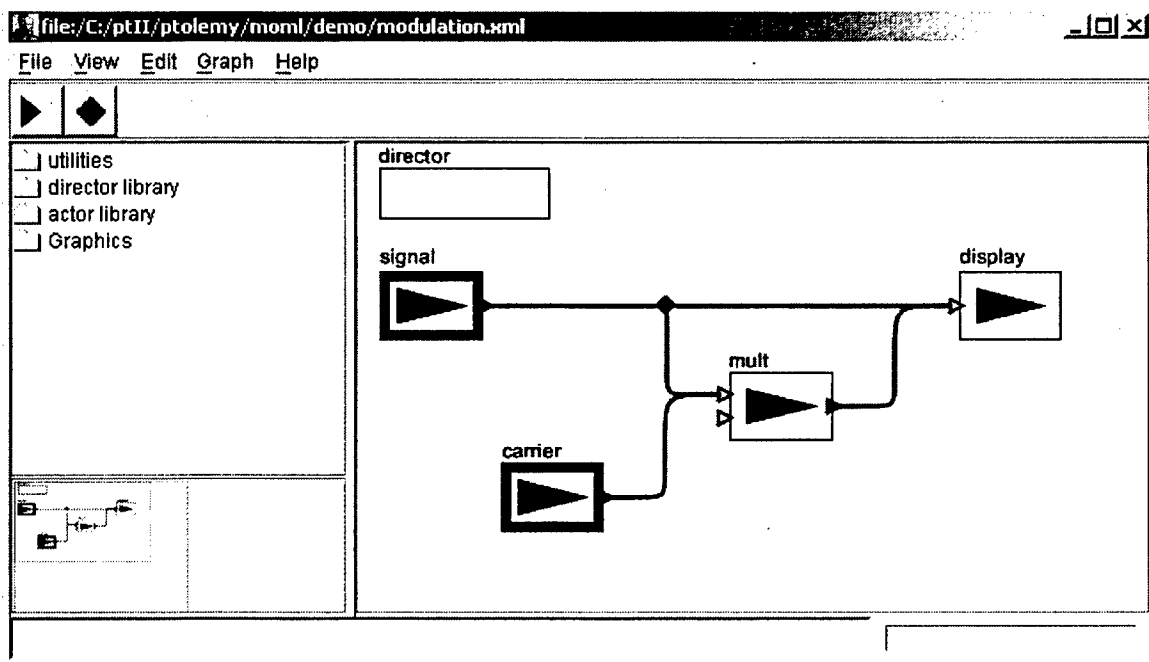 file:/C:/ptII/ptolemy/moml/demo/modulation.xml
File View Edit Graph Help
utilities
director library
actor library
Graphics
director
signal
display
mult
carrier